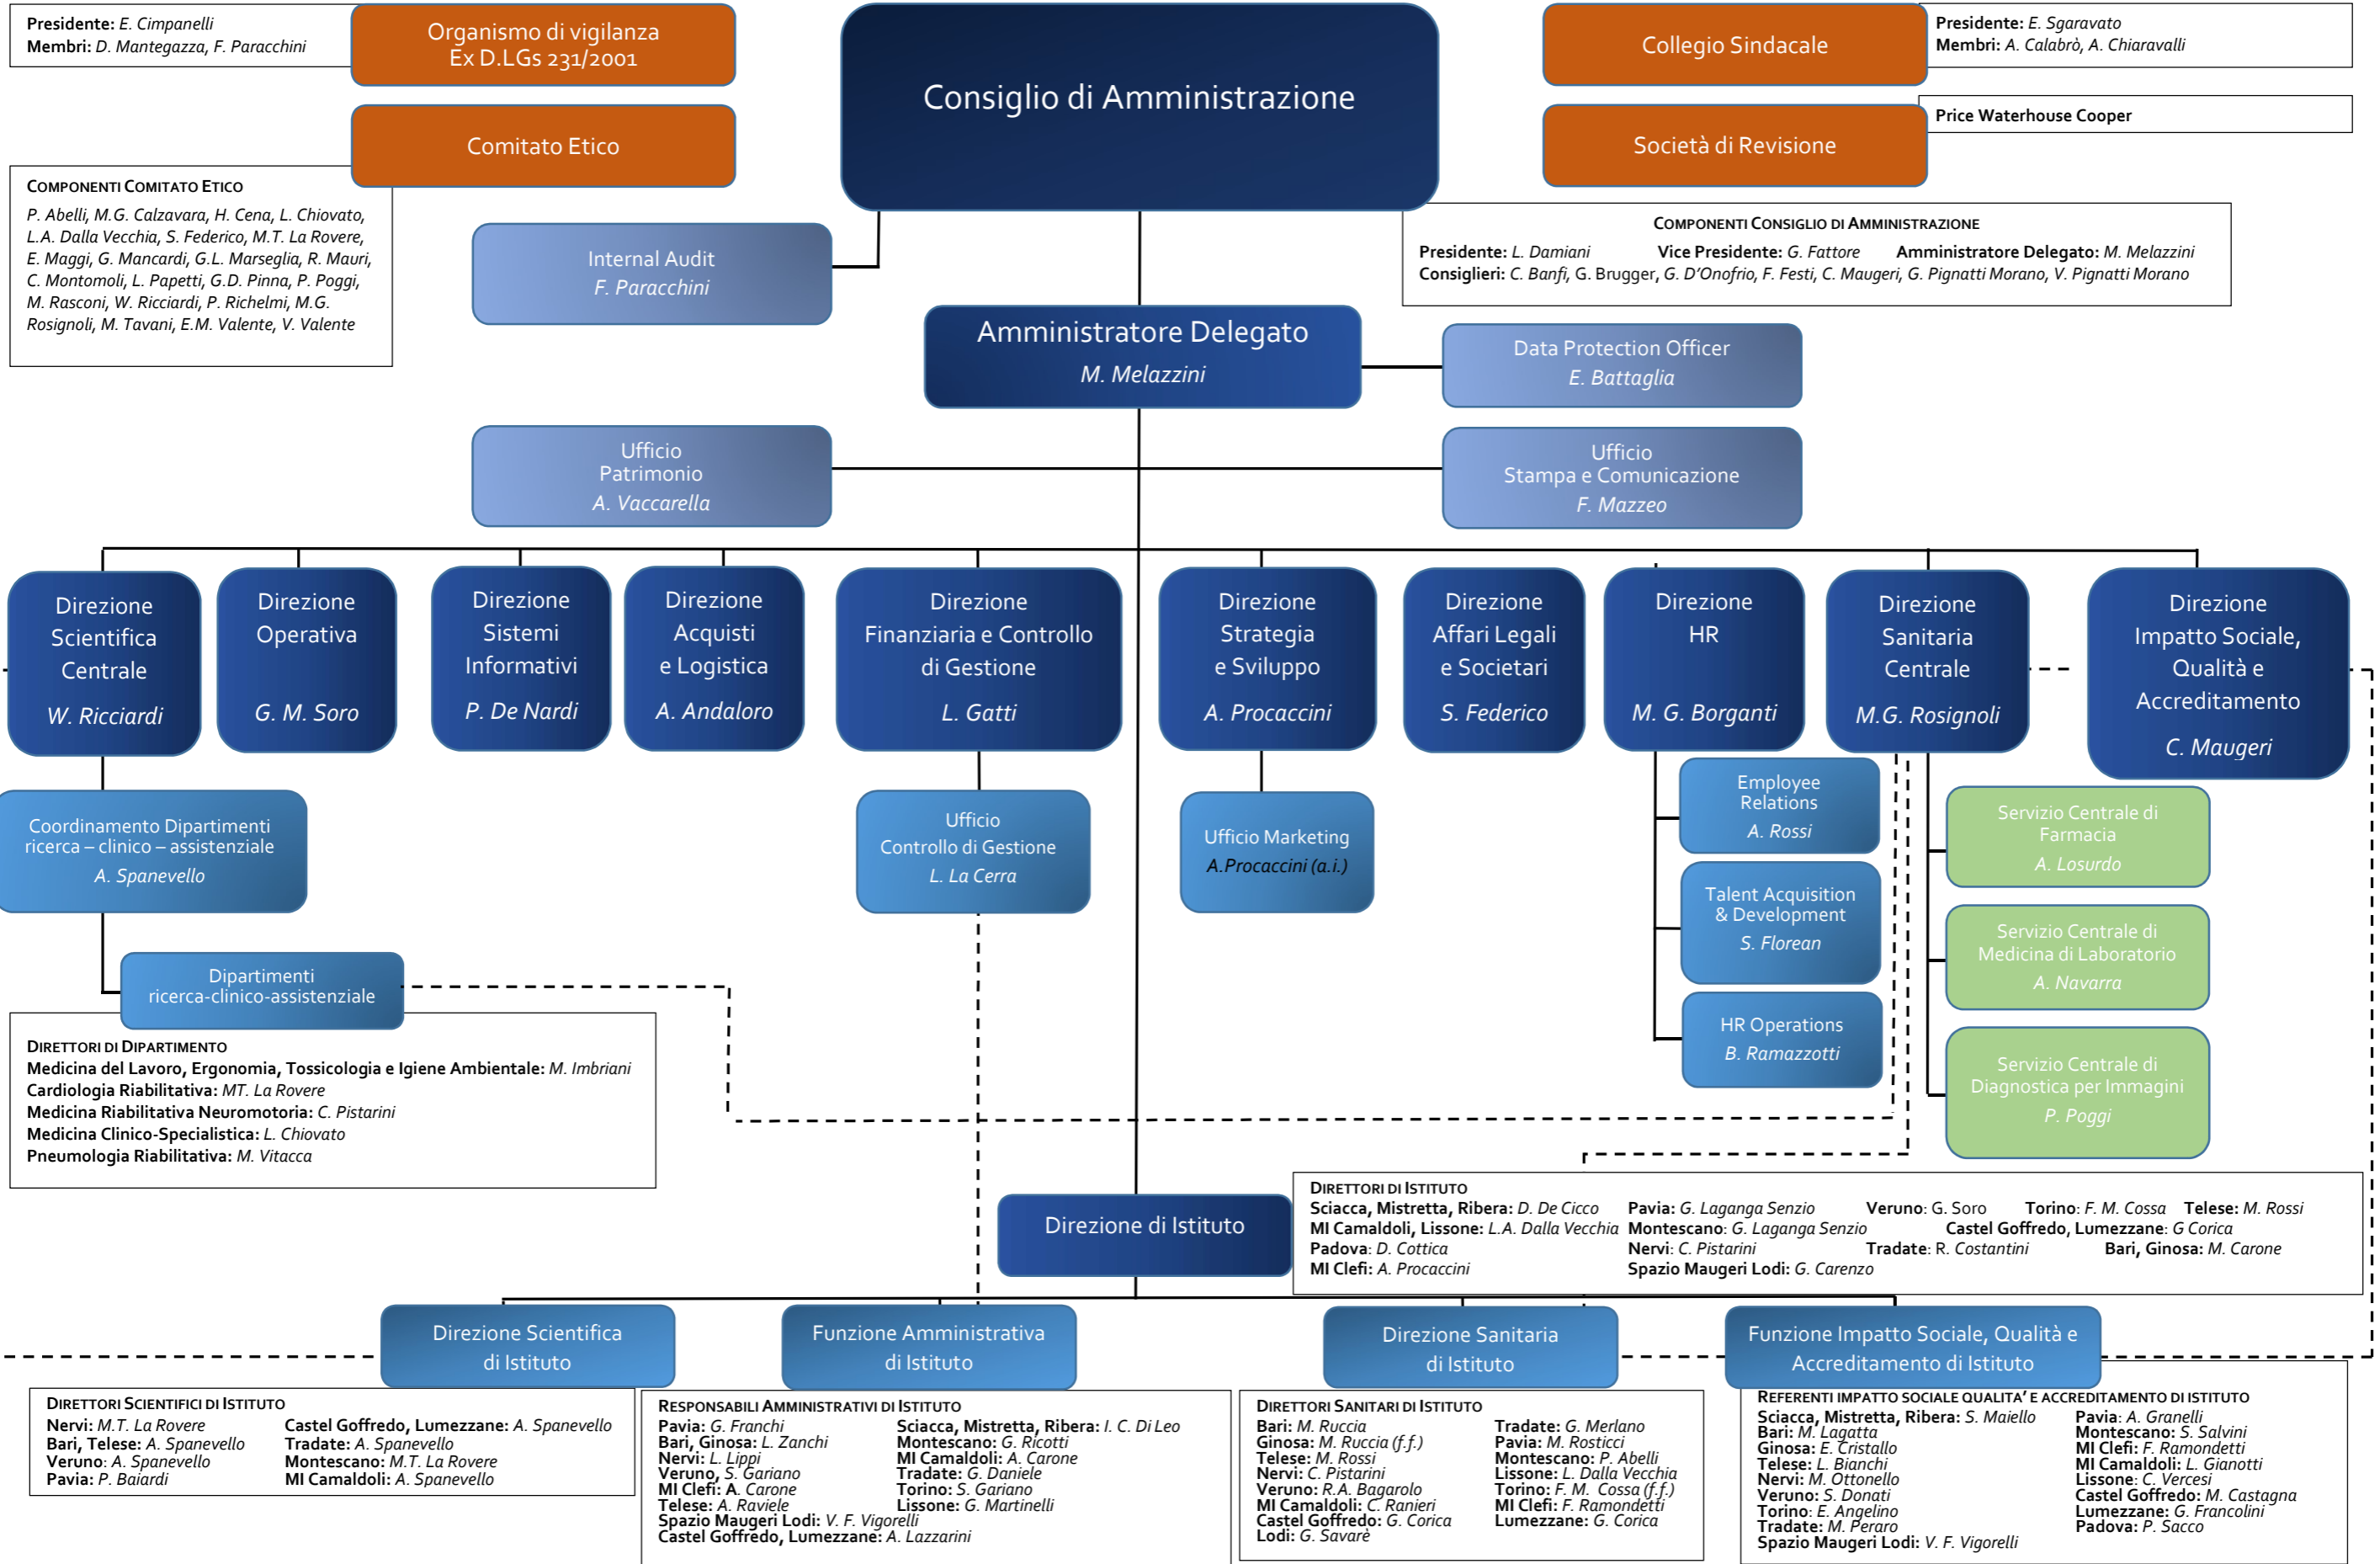 Presidente: E. Cimpanelli
Membri: D. Mantegazza, F. Paracchini
Organismo di vigilanza
Ex D.LGs 231/2001
Comitato Etico
Consiglio di Amministrazione
Collegio Sindacale
Presidente: E. Sgaravato
Membri: A. Calabrò, A. Chiaravalli
Società di Revisione
Price Waterhouse Cooper
COMPONENTI COMITATO ETICO
P. Abelli, M.G. Calzavara, H. Cena, L. Chiovato,
L.A. Dalla Vecchia, S. Federico, M.T. La Rovere,
E. Maggi, G. Mancardi, G.L. Marseglia, R. Mauri,
C. Montomoli, L. Papetti, G.D. Pinna, P. Poggi,
M. Rasconi, W. Ricciardi, P. Richelmi, M.G.
Rosignoli, M. Tavani, E.M. Valente, V. Valente
Internal Audit
F. Paracchini
COMPONENTI CONSIGLIO DI AMMINISTRAZIONE
Presidente: L. Damiani Vice Presidente: G. Fattore Amministratore Delegato: M. Melazzini
Consiglieri: C. Banfi, G. Brugger, G. D'Onofrio, F. Festi, C. Maugeri, G. Pignatti Morano, V. Pignatti Morano
Amministratore Delegato
M. Melazzini
Data Protection Officer
E. Battaglia
Ufficio
Patrimonio
A. Vaccarella
Ufficio
Stampa e Comunicazione
F. Mazzeo
Direzione
Scientifica
Centrale
W. Ricciardi
Direzione
Operativa
G. M. Soro
Direzione
Sistemi
Informativi
P. De Nardi
Direzione
Acquisti
e Logistica
A. Andaloro
Direzione
Finanziaria e Controllo
di Gestione
L. Gatti
Direzione
Strategia
e Sviluppo
A. Procaccini
Direzione
Affari Legali
e Societari
S. Federico
Direzione
HR
M. G. Borganti
Direzione
Sanitaria
Centrale
M.G. Rosignoli
Direzione
Impatto Sociale,
Qualità e
Accreditamento
C. Maugeri
Coordinamento Dipartimenti
ricerca – clinico – assistenziale
A. Spanevello
Ufficio
Controllo di Gestione
L. La Cerra
Ufficio Marketing
A.Procaccini (a.i.)
Employee
Relations
A. Rossi
Talent Acquisition
& Development
S. Florean
HR Operations
B. Ramazzotti
Servizio Centrale di
Farmacia
A. Losurdo
Servizio Centrale di
Medicina di Laboratorio
A. Navarra
Servizio Centrale di
Diagnostica per Immagini
P. Poggi
Dipartimenti
ricerca-clinico-assistenziale
DIRETTORI DI DIPARTIMENTO
Medicina del Lavoro, Ergonomia, Tossicologia e Igiene Ambientale: M. Imbriani
Cardiologia Riabilitativa: MT. La Rovere
Medicina Riabilitativa Neuromotoria: C. Pistarini
Medicina Clinico-Specialistica: L. Chiovato
Pneumologia Riabilitativa: M. Vitacca
Direzione di Istituto
DIRETTORI DI ISTITUTO
Sciacca, Mistretta, Ribera: D. De Cicco Pavia: G. Laganga Senzio Veruno: G. Soro Torino: F. M. Cossa Telese: M. Rossi
MI Camaldoli, Lissone: L.A. Dalla Vecchia Montescano: G. Laganga Senzio Castel Goffredo, Lumezzane: G Corica
Padova: D. Cottica Nervi: C. Pistarini Tradate: R. Costantini Bari, Ginosa: M. Carone
MI Clefi: A. Procaccini Spazio Maugeri Lodi: G. Carenzo
Direzione Scientifica
di Istituto
Funzione Amministrativa
di Istituto
Direzione Sanitaria
di Istituto
Funzione Impatto Sociale, Qualità e
Accreditamento di Istituto
DIRETTORI SCIENTIFICI DI ISTITUTO
Nervi: M.T. La Rovere Castel Goffredo, Lumezzane: A. Spanevello
Bari, Telese: A. Spanevello Tradate: A. Spanevello
Veruno: A. Spanevello Montescano: M.T. La Rovere
Pavia: P. Baiardi MI Camaldoli: A. Spanevello
RESPONSABILI AMMINISTRATIVI DI ISTITUTO
Pavia: G. Franchi Sciacca, Mistretta, Ribera: I. C. Di Leo
Bari, Ginosa: L. Zanchi Montescano: G. Ricotti
Nervi: L. Lippi MI Camaldoli: A. Carone
Veruno, S. Gariano Tradate: G. Daniele
MI Clefi: A. Carone Torino: S. Gariano
Telese: A. Raviele Lissone: G. Martinelli
Spazio Maugeri Lodi: V. F. Vigorelli
Castel Goffredo, Lumezzane: A. Lazzarini
DIRETTORI SANITARI DI ISTITUTO
Bari: M. Ruccia Tradate: G. Merlano
Ginosa: M. Ruccia (f.f.) Pavia: M. Rosticci
Telese: M. Rossi Montescano: P. Abelli
Nervi: C. Pistarini Lissone: L. Dalla Vecchia
Veruno: R.A. Bagarolo Torino: F. M. Cossa (f.f.)
MI Camaldoli: C. Ranieri MI Clefi: F. Ramondetti
Castel Goffredo: G. Corica Lumezzane: G. Corica
Lodi: G. Savarè
REFERENTI IMPATTO SOCIALE QUALITA' E ACCREDITAMENTO DI ISTITUTO
Sciacca, Mistretta, Ribera: S. Maiello Pavia: A. Granelli
Bari: M. Lagatta Montescano: S. Salvini
Ginosa: E. Cristallo MI Clefi: F. Ramondetti
Telese: L. Bianchi MI Camaldoli: L. Gianotti
Nervi: M. Ottonello Lissone: C. Vercesi
Veruno: S. Donati Castel Goffredo: M. Castagna
Torino: E. Angelino Lumezzane: G. Francolini
Tradate: M. Peraro Padova: P. Sacco
Spazio Maugeri Lodi: V. F. Vigorelli